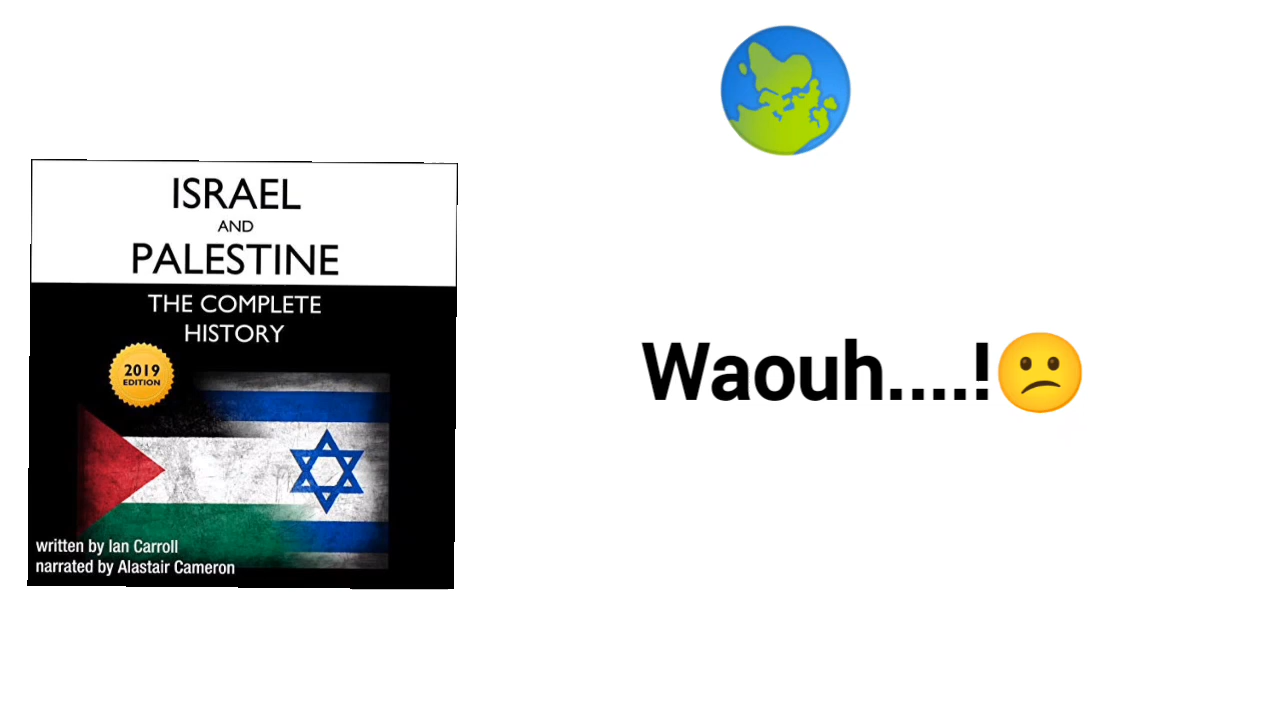 ISRAEL
AND
PALESTINE
THE COMPLETE
HISTORY
2019
EDITION
written by Ian Carroll
narrated by Alastair Cameron
Waouh....!😕